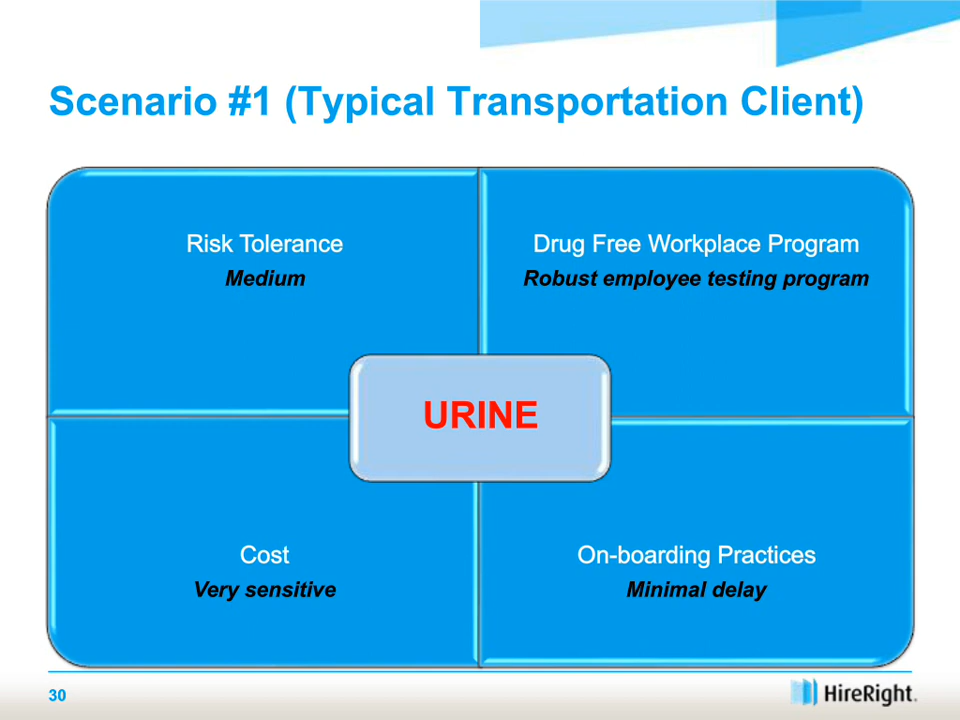 Scenario #1 (Typical Transportation Client)
Risk Tolerance
Medium
Drug Free Workplace Program
Robust employee testing program
URINE
Cost
Very sensitive
On-boarding Practices
Minimal delay
30
HireRight.